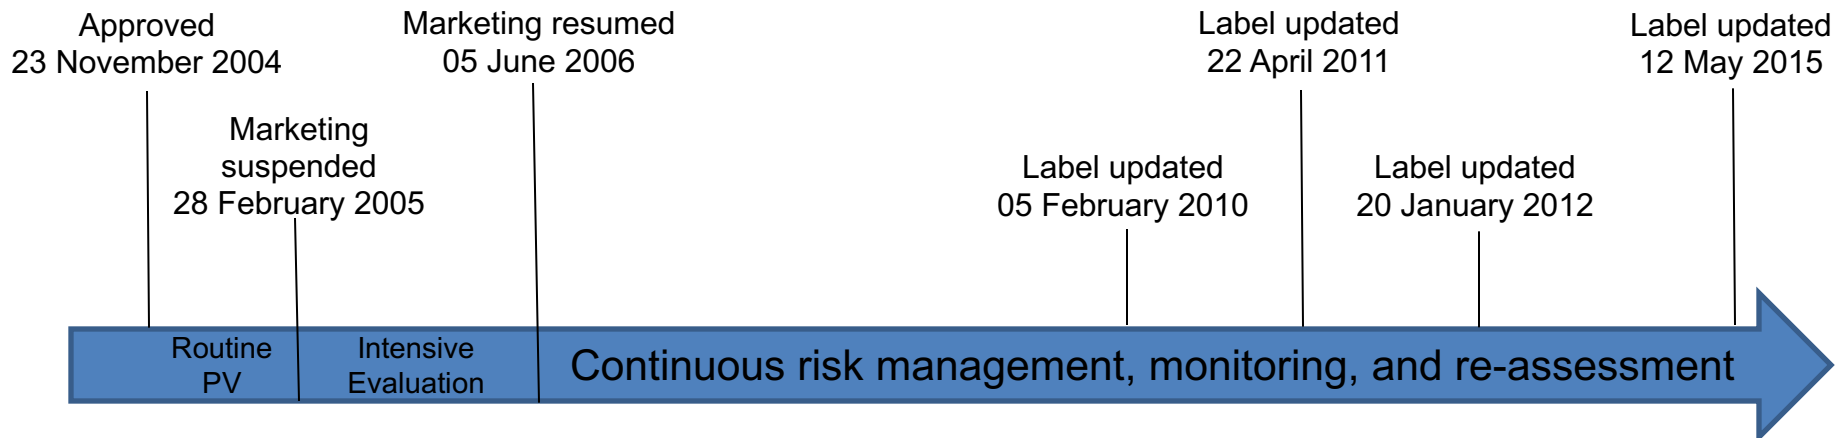 Approved
23 November 2004
Marketing
suspended
28 February 2005
Marketing resumed
05 June 2006
Label updated
05 February 2010
Label updated
22 April 2011
Label updated
20 January 2012
Label updated
12 May 2015
Routine
PV
Intensive
Evaluation
Continuous risk management, monitoring, and re-assessment